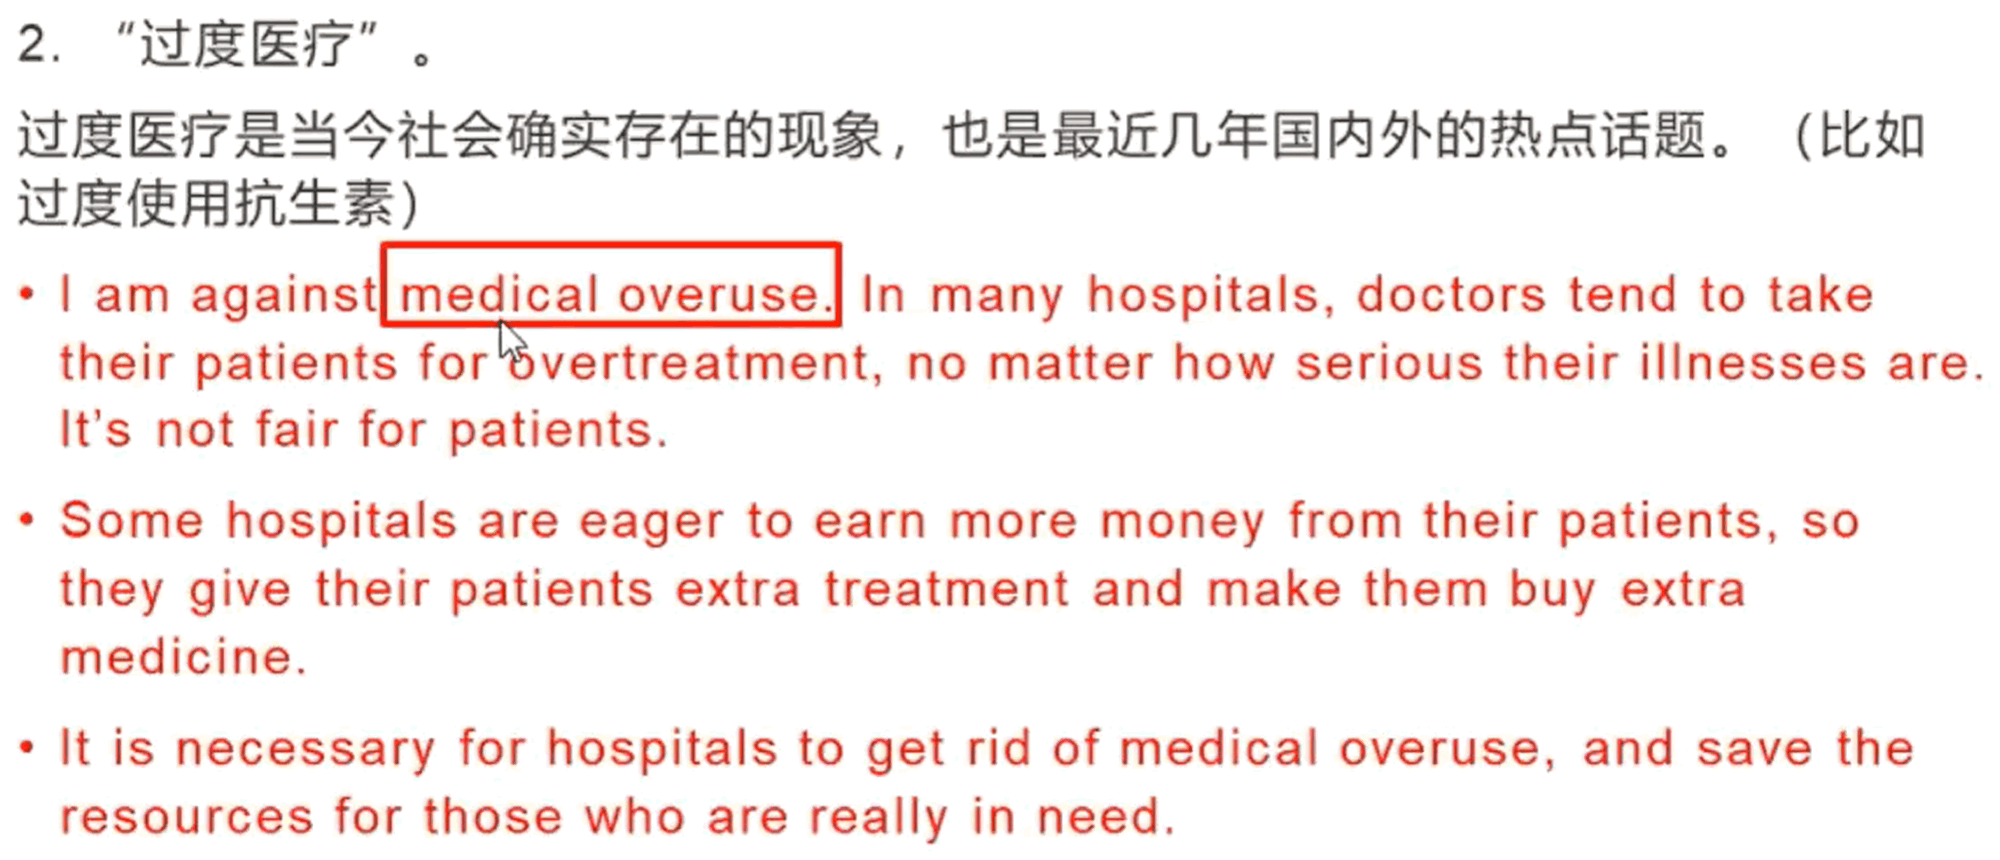 2. “过度医疗”。
过度医疗是当今社会确实存在的现象，也是最近几年国内外的热点话题。（比如
过度使用抗生素）
• I am against medical overuse. In many hospitals, doctors tend to take
their patients for overtreatment, no matter how serious their illnesses are.
It’s not fair for patients.
• Some hospitals are eager to earn more money from their patients, so
they give their patients extra treatment and make them buy extra
medicine.
• It is necessary for hospitals to get rid of medical overuse, and save the
resources for those who are really in need.